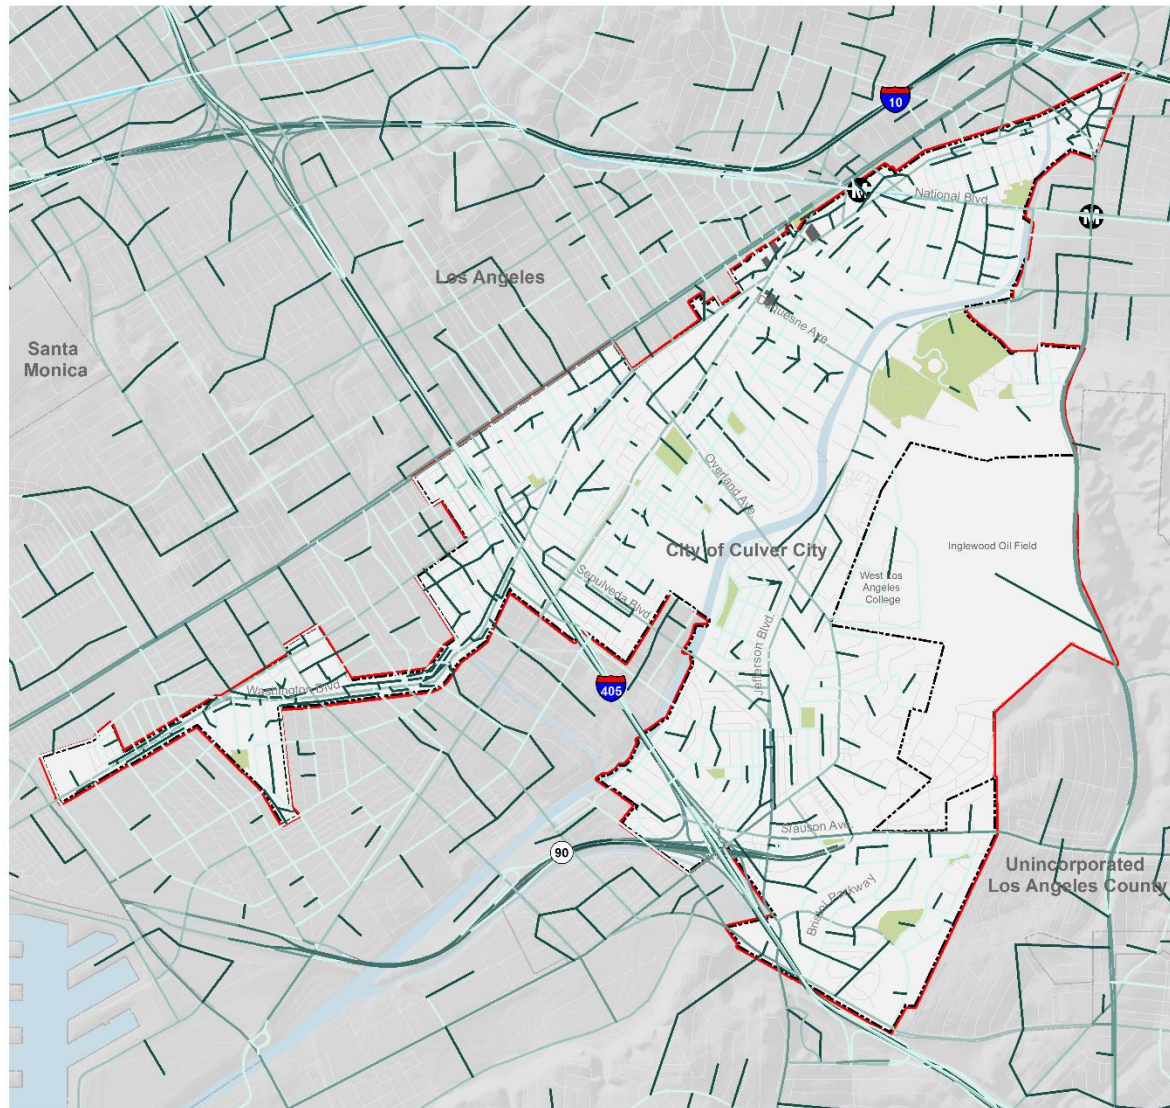 10
National Blvd.
M
M
Los Angeles
Duquesne Ave.
Santa
Monica
Overland Ave.
City of Culver City
Inglewood Oil Field
Sepulveda Blvd.
West Los
Angeles
College
Jefferson Blvd.
Washington Blvd.
405
Slauson Ave.
90
Unincorporated
Los Angeles County
Bristol Parkway